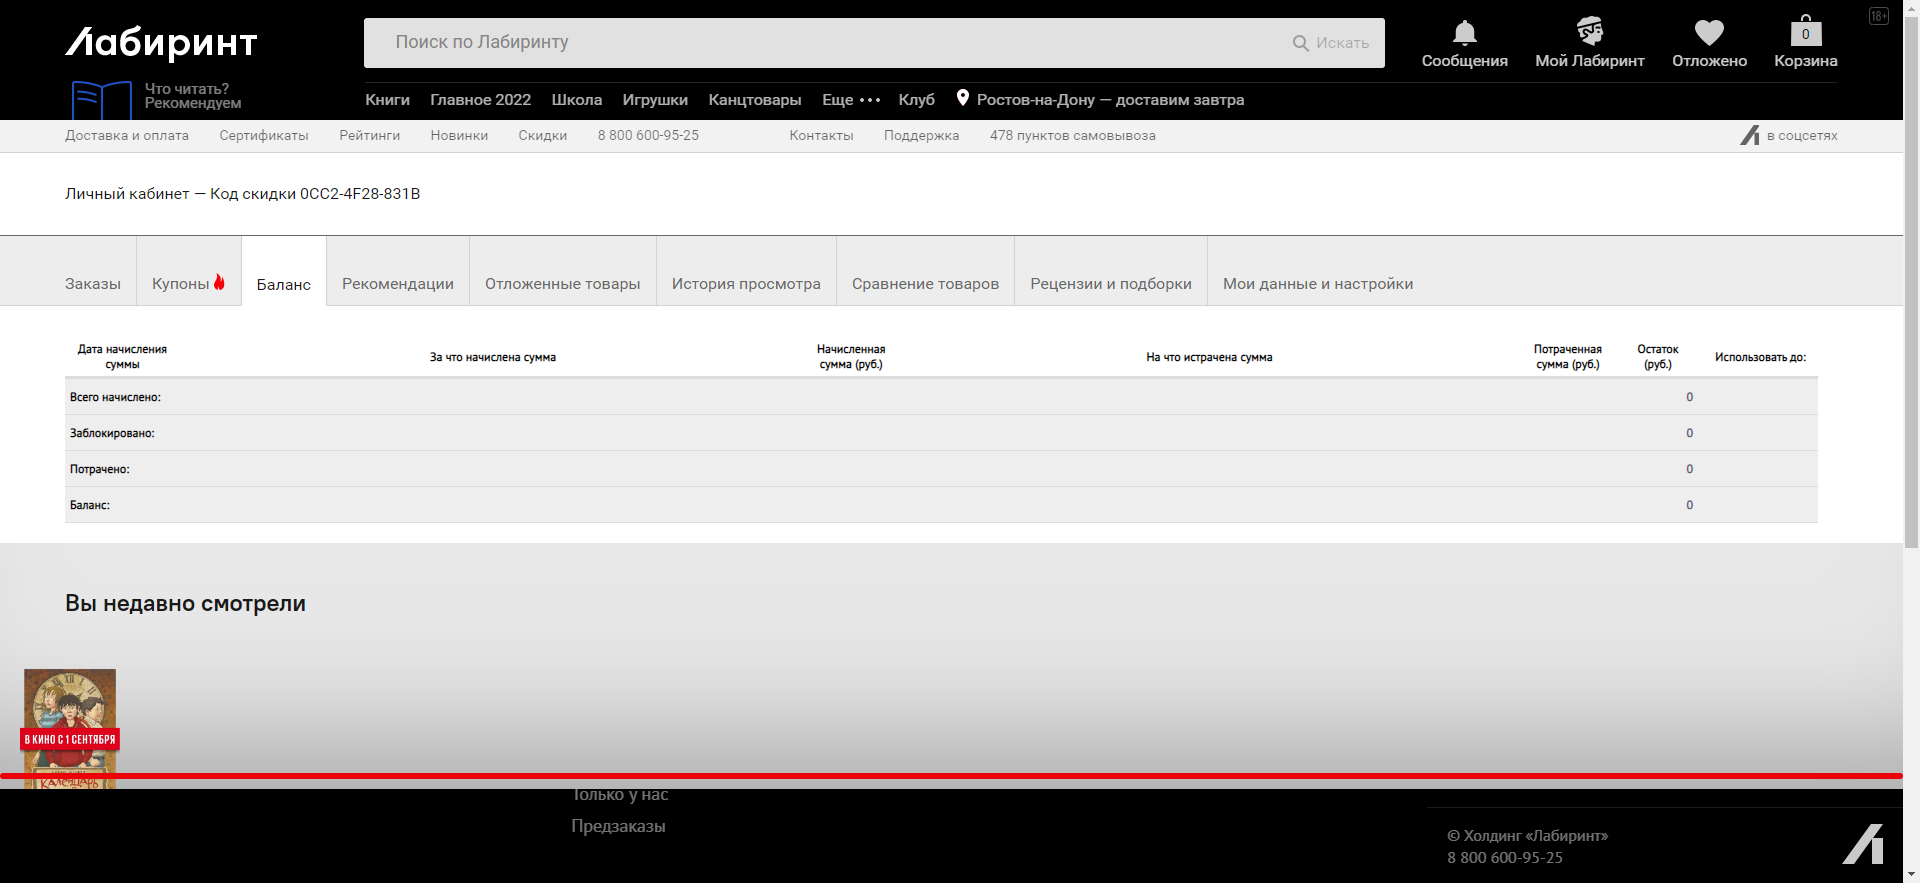 Лабиринт
Поиск по Лабиринту
Искать
Сообщения
Мой Лабиринт
Отложено
0
Корзина
18+
Что читать?
Рекомендуем
Книги
Главное 2022
Школа
Игрушки
Канцтовары
Еще
Клуб
Ростов-на-Дону — доставим завтра
Доставка и оплата
Сертификаты
Рейтинги
Новинки
Скидки
8 800 600-95-25
Контакты
Поддержка
478 пунктов самовывоза
в соцсетях
Личный кабинет — Код скидки 0CC2-4F28-831B
Заказы
Купоны
Баланс
Рекомендации
Отложенные товары
История просмотра
Сравнение товаров
Рецензии и подборки
Мои данные и настройки
Дата начисления
суммы
За что начислена сумма
Начисленная
сумма (руб.)
На что истрачена сумма
Потраченная
сумма (руб.)
Остаток
(руб.)
Использовать до:
Всего начислено: 0
Заблокировано: 0
Потрачено: 0
Баланс: 0
Вы недавно смотрели
XII
I
II
В КИНО С 1 СЕНТЯБРЯ
КАЛЕНДАРЬ
Только у нас
Предзаказы
© Холдинг «Лабиринт»
8 800 600-95-25